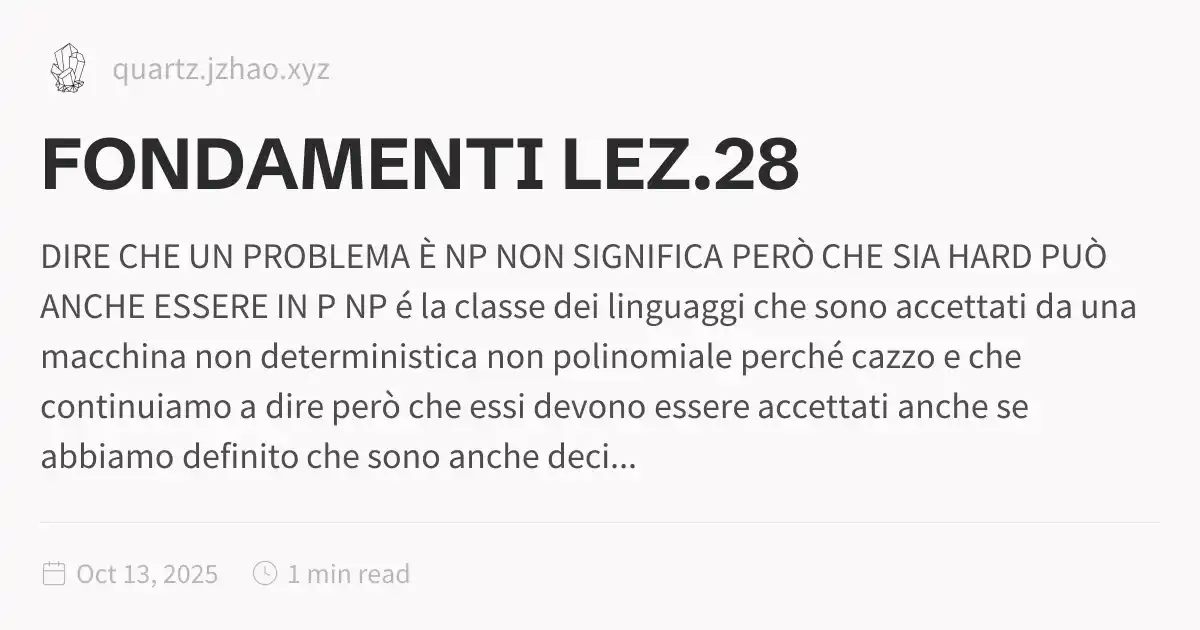 quartz.jzhao.xyz
FONDAMENTI LEZ.28
DIRE CHE UN PROBLEMA È NP NON SIGNIFICA PERÒ CHE SIA HARD PUÒ
ANCHE ESSERE IN P NP é la classe dei linguaggi che sono accettati da una
macchina non deterministica non polinomiale perché cazzo e che
continuiamo a dire però che essi devono essere accettati anche se
abbiamo definito che sono anche deci...
Oct 13, 2025 1 min read